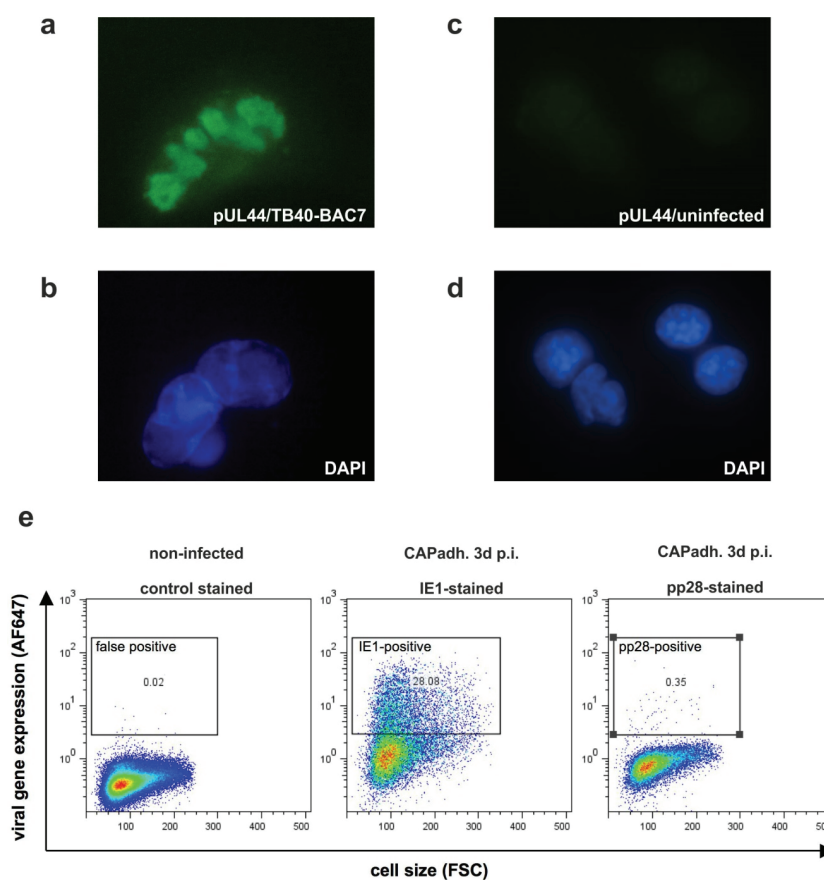 a
c
pUL44/TB40-BAC7
pUL44/uninfected
b
d
DAPI
DAPI
e
non-infected
CAPadh. 3d p.i.
CAPadh. 3d p.i.
control stained
IE1-stained
pp28-stained
viral gene expression (AF647)
10³
10²
10¹
10⁰
false positive
0.02
100 200 300 400 500
10³
10²
10¹
10⁰
IE1-positive
28.08
100 200 300 400 500
10³
10²
10¹
10⁰
pp28-positive
0.35
100 200 300 400 500
cell size (FSC)